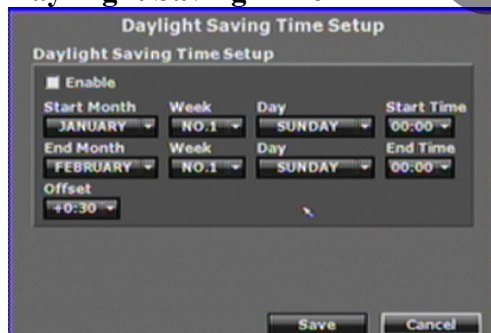 Daylight Saving Time Setup
Daylight Saving Time Setup
Enable
Start Month Week Day Start Time
JANUARY NO.1 SUNDAY 00:00
End Month Week Day End Time
FEBRUARY NO.1 SUNDAY 00:00
Offset
+0:30
Save Cancel